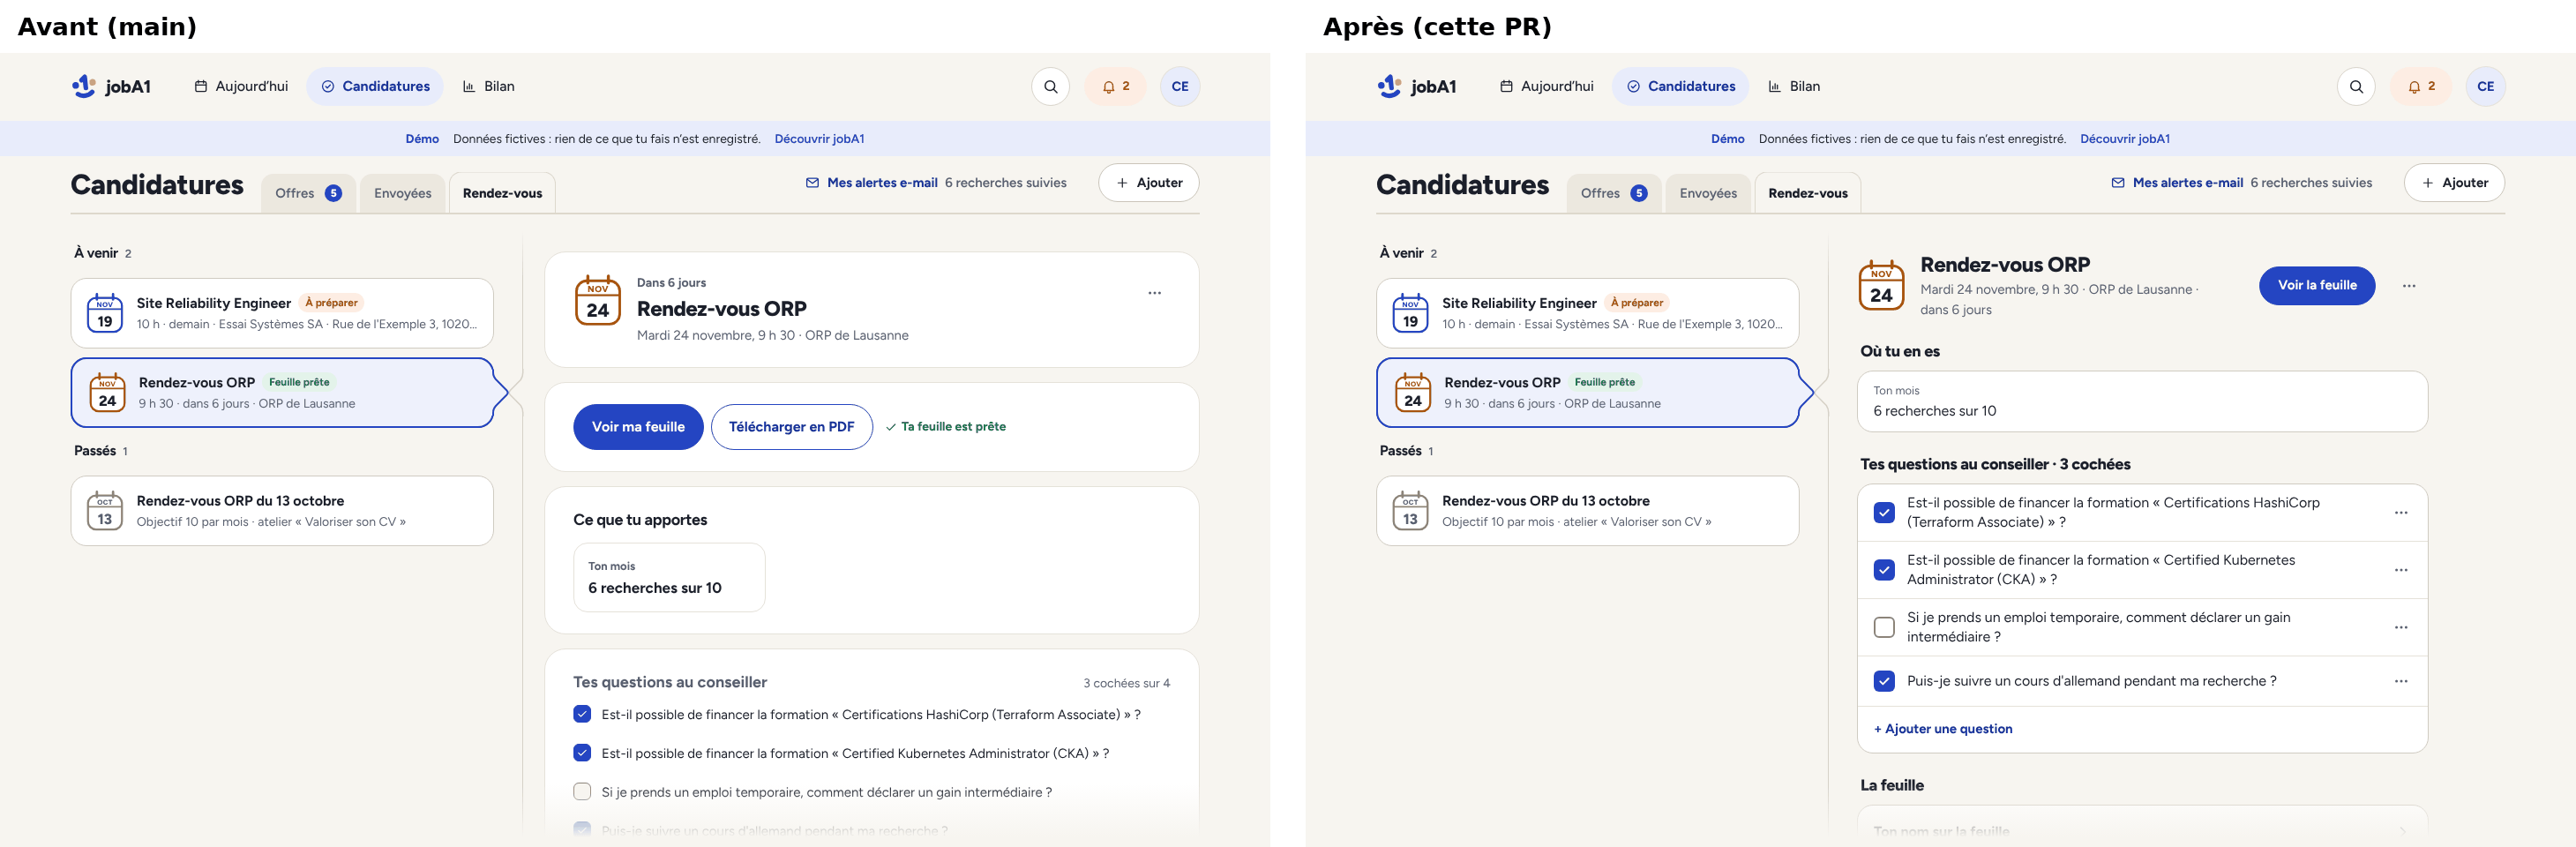 Avant (main)
jobA1
Aujourd'hui
Candidatures
Bilan
2
CE
Démo Données fictives : rien de ce que tu fais n'est enregistré. Découvrir jobA1
Candidatures
Offres 5
Envoyées
Rendez-vous
Mes alertes e-mail 6 recherches suivies
+ Ajouter
À venir 2
NOV
19
Site Reliability Engineer À préparer
10 h · demain · Essai Systèmes SA · Rue de l'Exemple 3, 1020...
NOV
24
Rendez-vous ORP Feuille prête
9 h 30 · dans 6 jours · ORP de Lausanne
Passés 1
OCT
13
Rendez-vous ORP du 13 octobre
Objectif 10 par mois · atelier « Valoriser son CV »
NOV
24
Dans 6 jours
Rendez-vous ORP
Mardi 24 novembre, 9 h 30 · ORP de Lausanne
Voir ma feuille
Télécharger en PDF
Ta feuille est prête
Ce que tu apportes
Ton mois
6 recherches sur 10
Tes questions au conseiller
3 cochées sur 4
Est-il possible de financer la formation « Certifications HashiCorp (Terraform Associate) » ?
Est-il possible de financer la formation « Certified Kubernetes Administrator (CKA) » ?
Si je prends un emploi temporaire, comment déclarer un gain intermédiaire ?
Puis-je suivre un cours d'allemand pendant ma recherche ?
Après (cette PR)
jobA1
Aujourd'hui
Candidatures
Bilan
2
CE
Démo Données fictives : rien de ce que tu fais n'est enregistré. Découvrir jobA1
Candidatures
Offres 5
Envoyées
Rendez-vous
Mes alertes e-mail 6 recherches suivies
+ Ajouter
À venir 2
NOV
19
Site Reliability Engineer À préparer
10 h · demain · Essai Systèmes SA · Rue de l'Exemple 3, 1020...
NOV
24
Rendez-vous ORP Feuille prête
9 h 30 · dans 6 jours · ORP de Lausanne
Passés 1
OCT
13
Rendez-vous ORP du 13 octobre
Objectif 10 par mois · atelier « Valoriser son CV »
NOV
24
Rendez-vous ORP
Mardi 24 novembre, 9 h 30 · ORP de Lausanne ·
dans 6 jours
Voir la feuille
Où tu en es
Ton mois
6 recherches sur 10
Tes questions au conseiller · 3 cochées
Est-il possible de financer la formation « Certifications HashiCorp
(Terraform Associate) » ?
Est-il possible de financer la formation « Certified Kubernetes
Administrator (CKA) » ?
Si je prends un emploi temporaire, comment déclarer un gain
intermédiaire ?
Puis-je suivre un cours d'allemand pendant ma recherche ?
+ Ajouter une question
La feuille
Ton nom sur la feuille